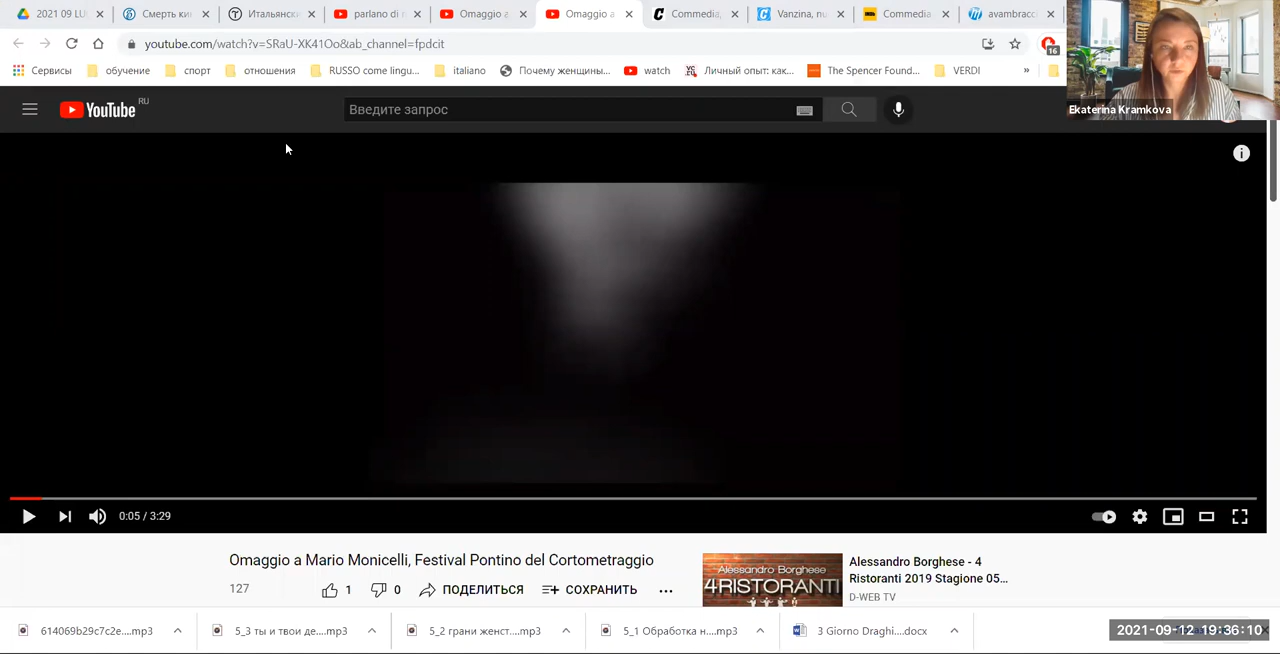 2021 09 LU
Смерть ки
Итальянски
parlano di r
Omaggio a
Omaggio a
Commedia,
Vanzina, nu
Commedia
avambracci
youtube.com/watch?v=SRaU-XK41Oo&ab_channel=fpdcit
16
Сервисы
обучение
спорт
отношения
RUSSO come lingu...
italiano
Почему женщины...
watch
Личный опыт: как...
The Spencer Found...
VERDI
»
Ekaterina Kramkova
YouTube RU
Введите запрос
0:05 / 3:29
Omaggio a Mario Monicelli, Festival Pontino del Cortometraggio
127
1
0
ПОДЕЛИТЬСЯ
СОХРАНИТЬ
...
Alessandro Borghese
4RISTORANTI
Alessandro Borghese - 4
Ristoranti 2019 Stagione 05...
D-WEB TV
614069b29c7c2e....mp3
5_3 ты и твои де....mp3
5_2 грани женст....mp3
5_1 Обработка н....mp3
3 Giorno Draghi....docx
2021-09-12 19:36:10